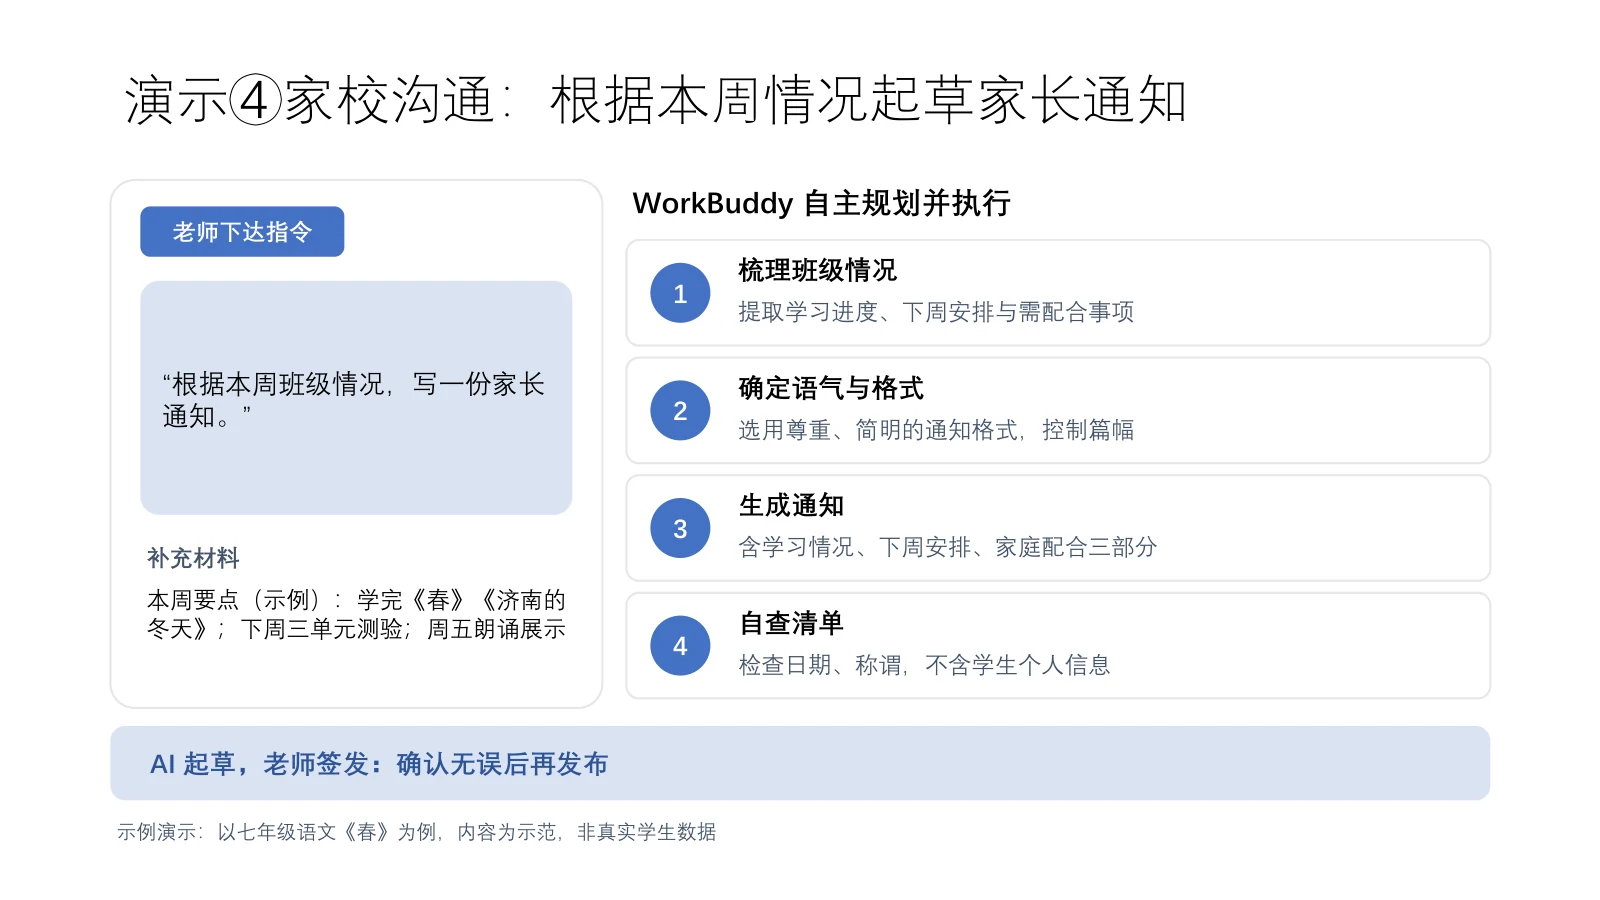 演示④家校沟通：根据本周情况起草家长通知
老师下达指令
“根据本周班级情况，写一份家长
通知。”
补充材料
本周要点（示例）：学完《春》《济南的
冬天》；下周三单元测验；周五朗诵展示
WorkBuddy 自主规划并执行
1
梳理班级情况
提取学习进度、下周安排与需配合事项
2
确定语气与格式
选用尊重、简明的通知格式，控制篇幅
3
生成通知
含学习情况、下周安排、家庭配合三部分
4
自查清单
检查日期、称谓，不含学生个人信息
AI 起草，老师签发：确认无误后再发布
示例演示：以七年级语文《春》为例，内容为示范，非真实学生数据